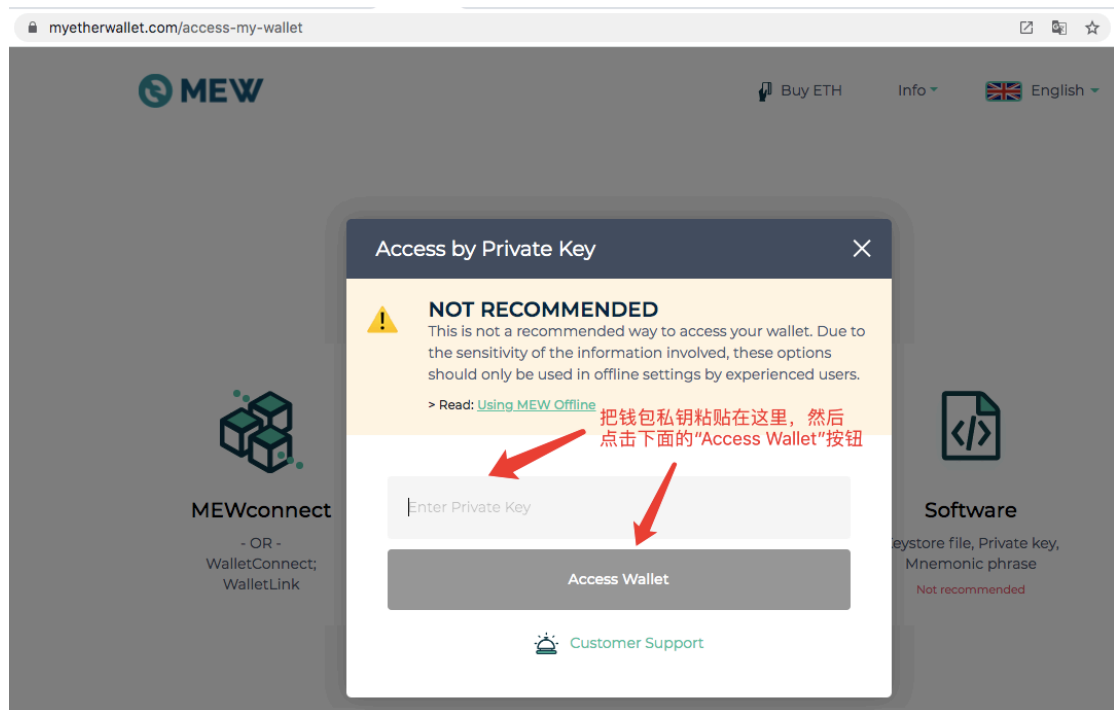 myetherwallet.com/access-my-wallet
MEW
Buy ETH
Info
English
Access by Private Key
NOT RECOMMENDED
This is not a recommended way to access your wallet. Due to
the sensitivity of the information involved, these options
should only be used in offline settings by experienced users.
> Read: Using MEW Offline
把钱包私钥粘贴在这里，然后
点击下面的“Access Wallet”按钮
Enter Private Key
Access Wallet
Customer Support
MEWconnect
- OR -
WalletConnect;
WalletLink
Software
eystore file, Private key,
Mnemonic phrase
Not recommended